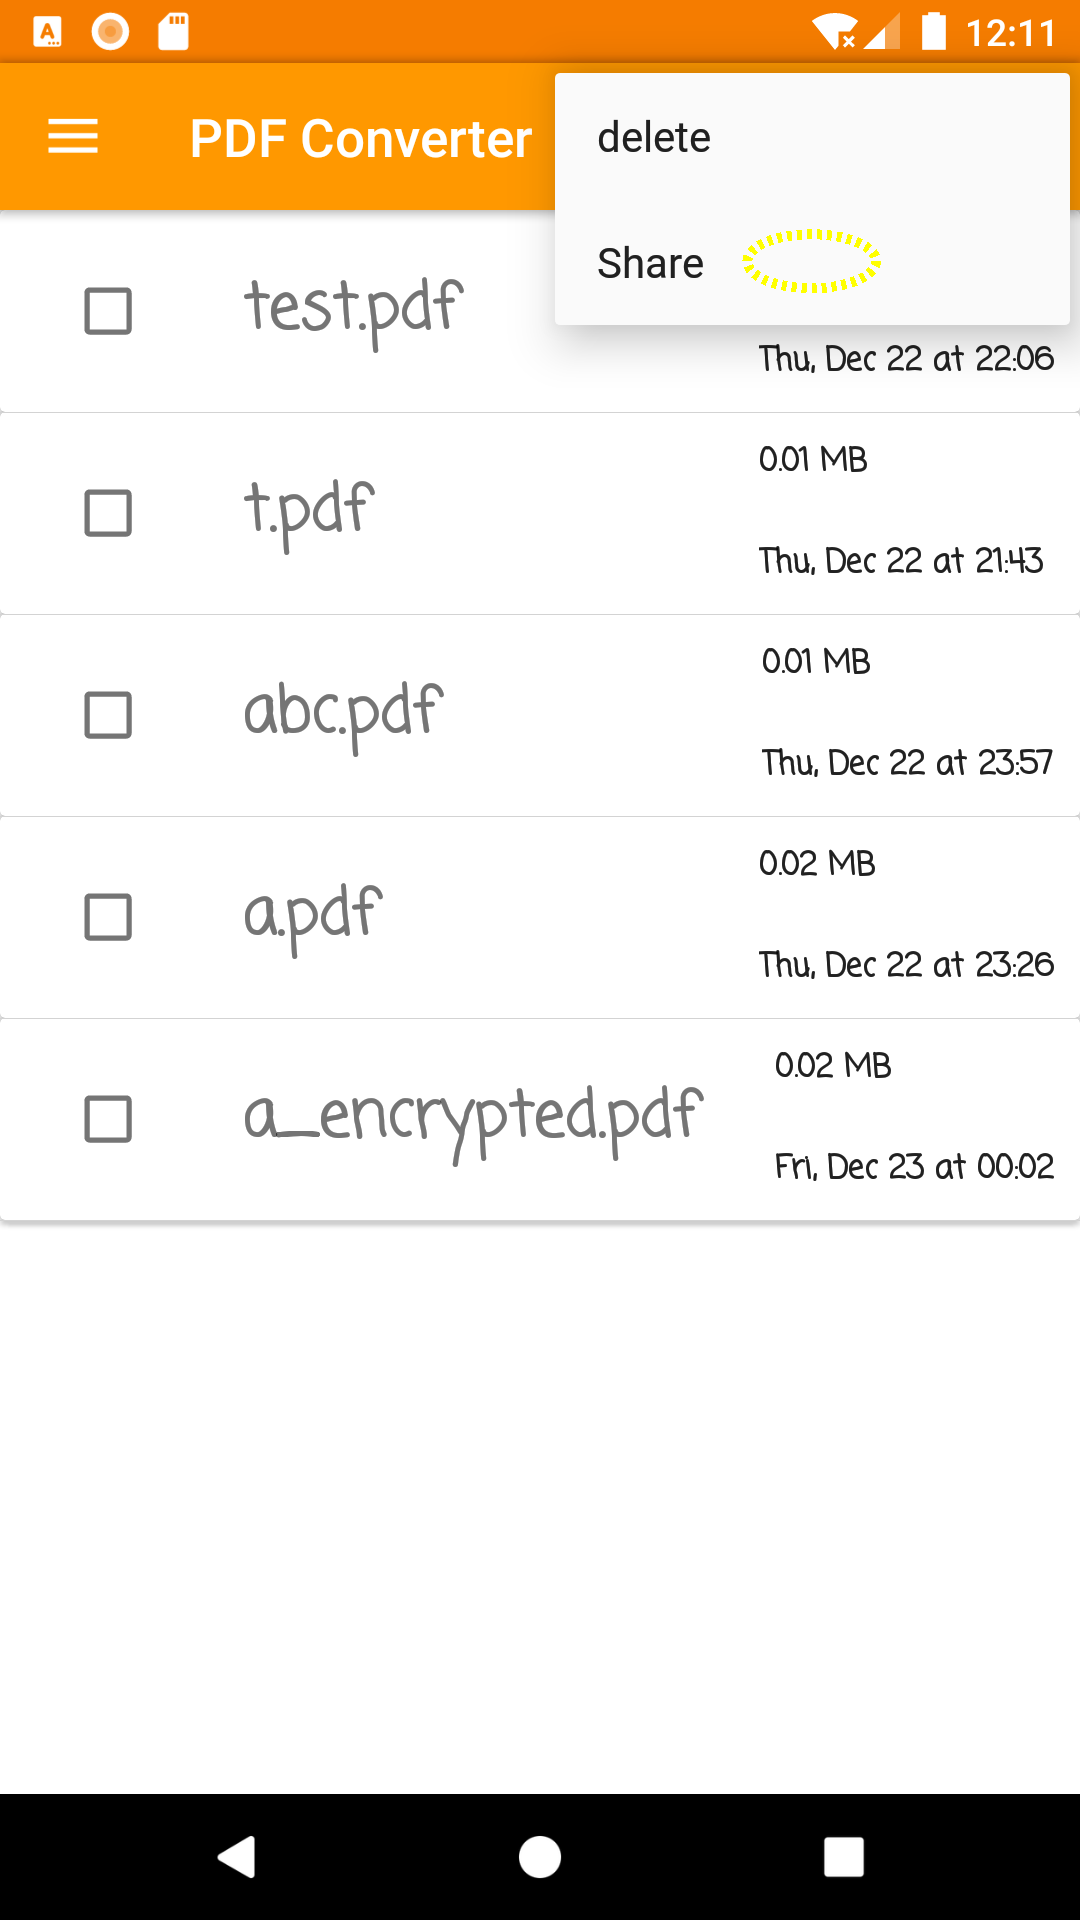 12:11
PDF Converter
delete
Share
test.pdf
Thu, Dec 22 at 22:06
t.pdf
0.01 MB
Thu, Dec 22 at 21:43
abc.pdf
0.01 MB
Thu, Dec 22 at 23:57
a.pdf
0.02 MB
Thu, Dec 22 at 23:26
a_encrypted.pdf
0.02 MB
Fri, Dec 23 at 00:02